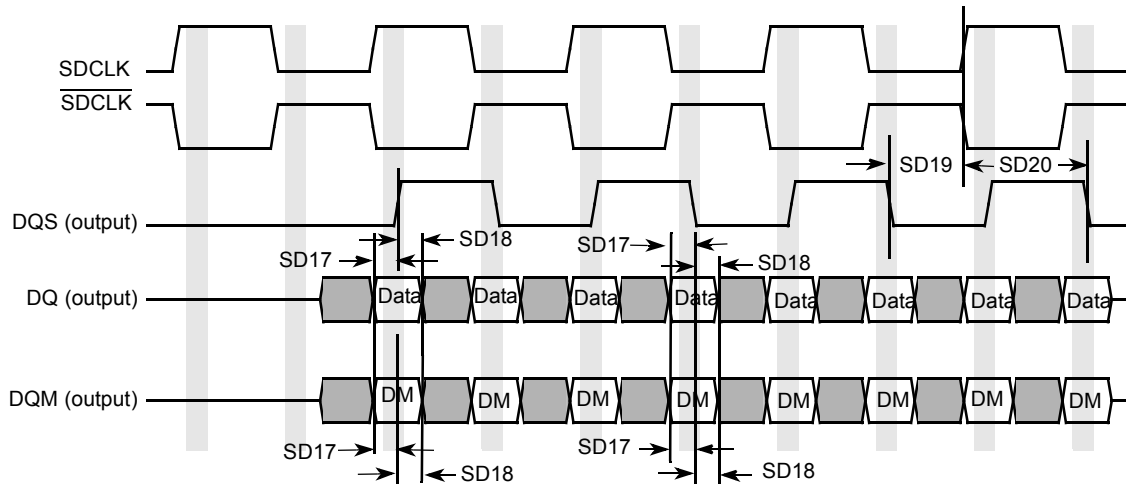 SDCLK
SDCLK
SD19 SD20
DQS (output)
SD18 SD17
SD17 SD18
DQ (output) Data Data Data Data Data Data Data Data
DQM (output) DM DM DM DM DM DM DM DM
SD17 SD17
SD18 SD18